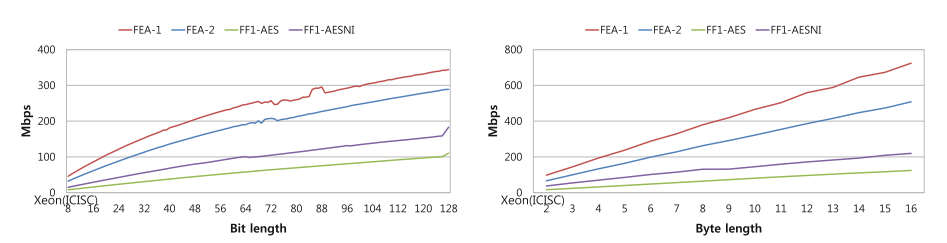 FEA-1 FEA-2 FF1-AES FF1-AESNI
400
300
200
100
0
Mbps
Xeon(ICISC)
8 16 24 32 40 48 56 64 72 80 88 96 104 112 120 128
Bit length
FEA-1 FEA-2 FF1-AES FF1-AESNI
800
600
400
200
0
Mbps
Xeon(ICISC)
2 3 4 5 6 7 8 9 10 11 12 13 14 15 16
Byte length